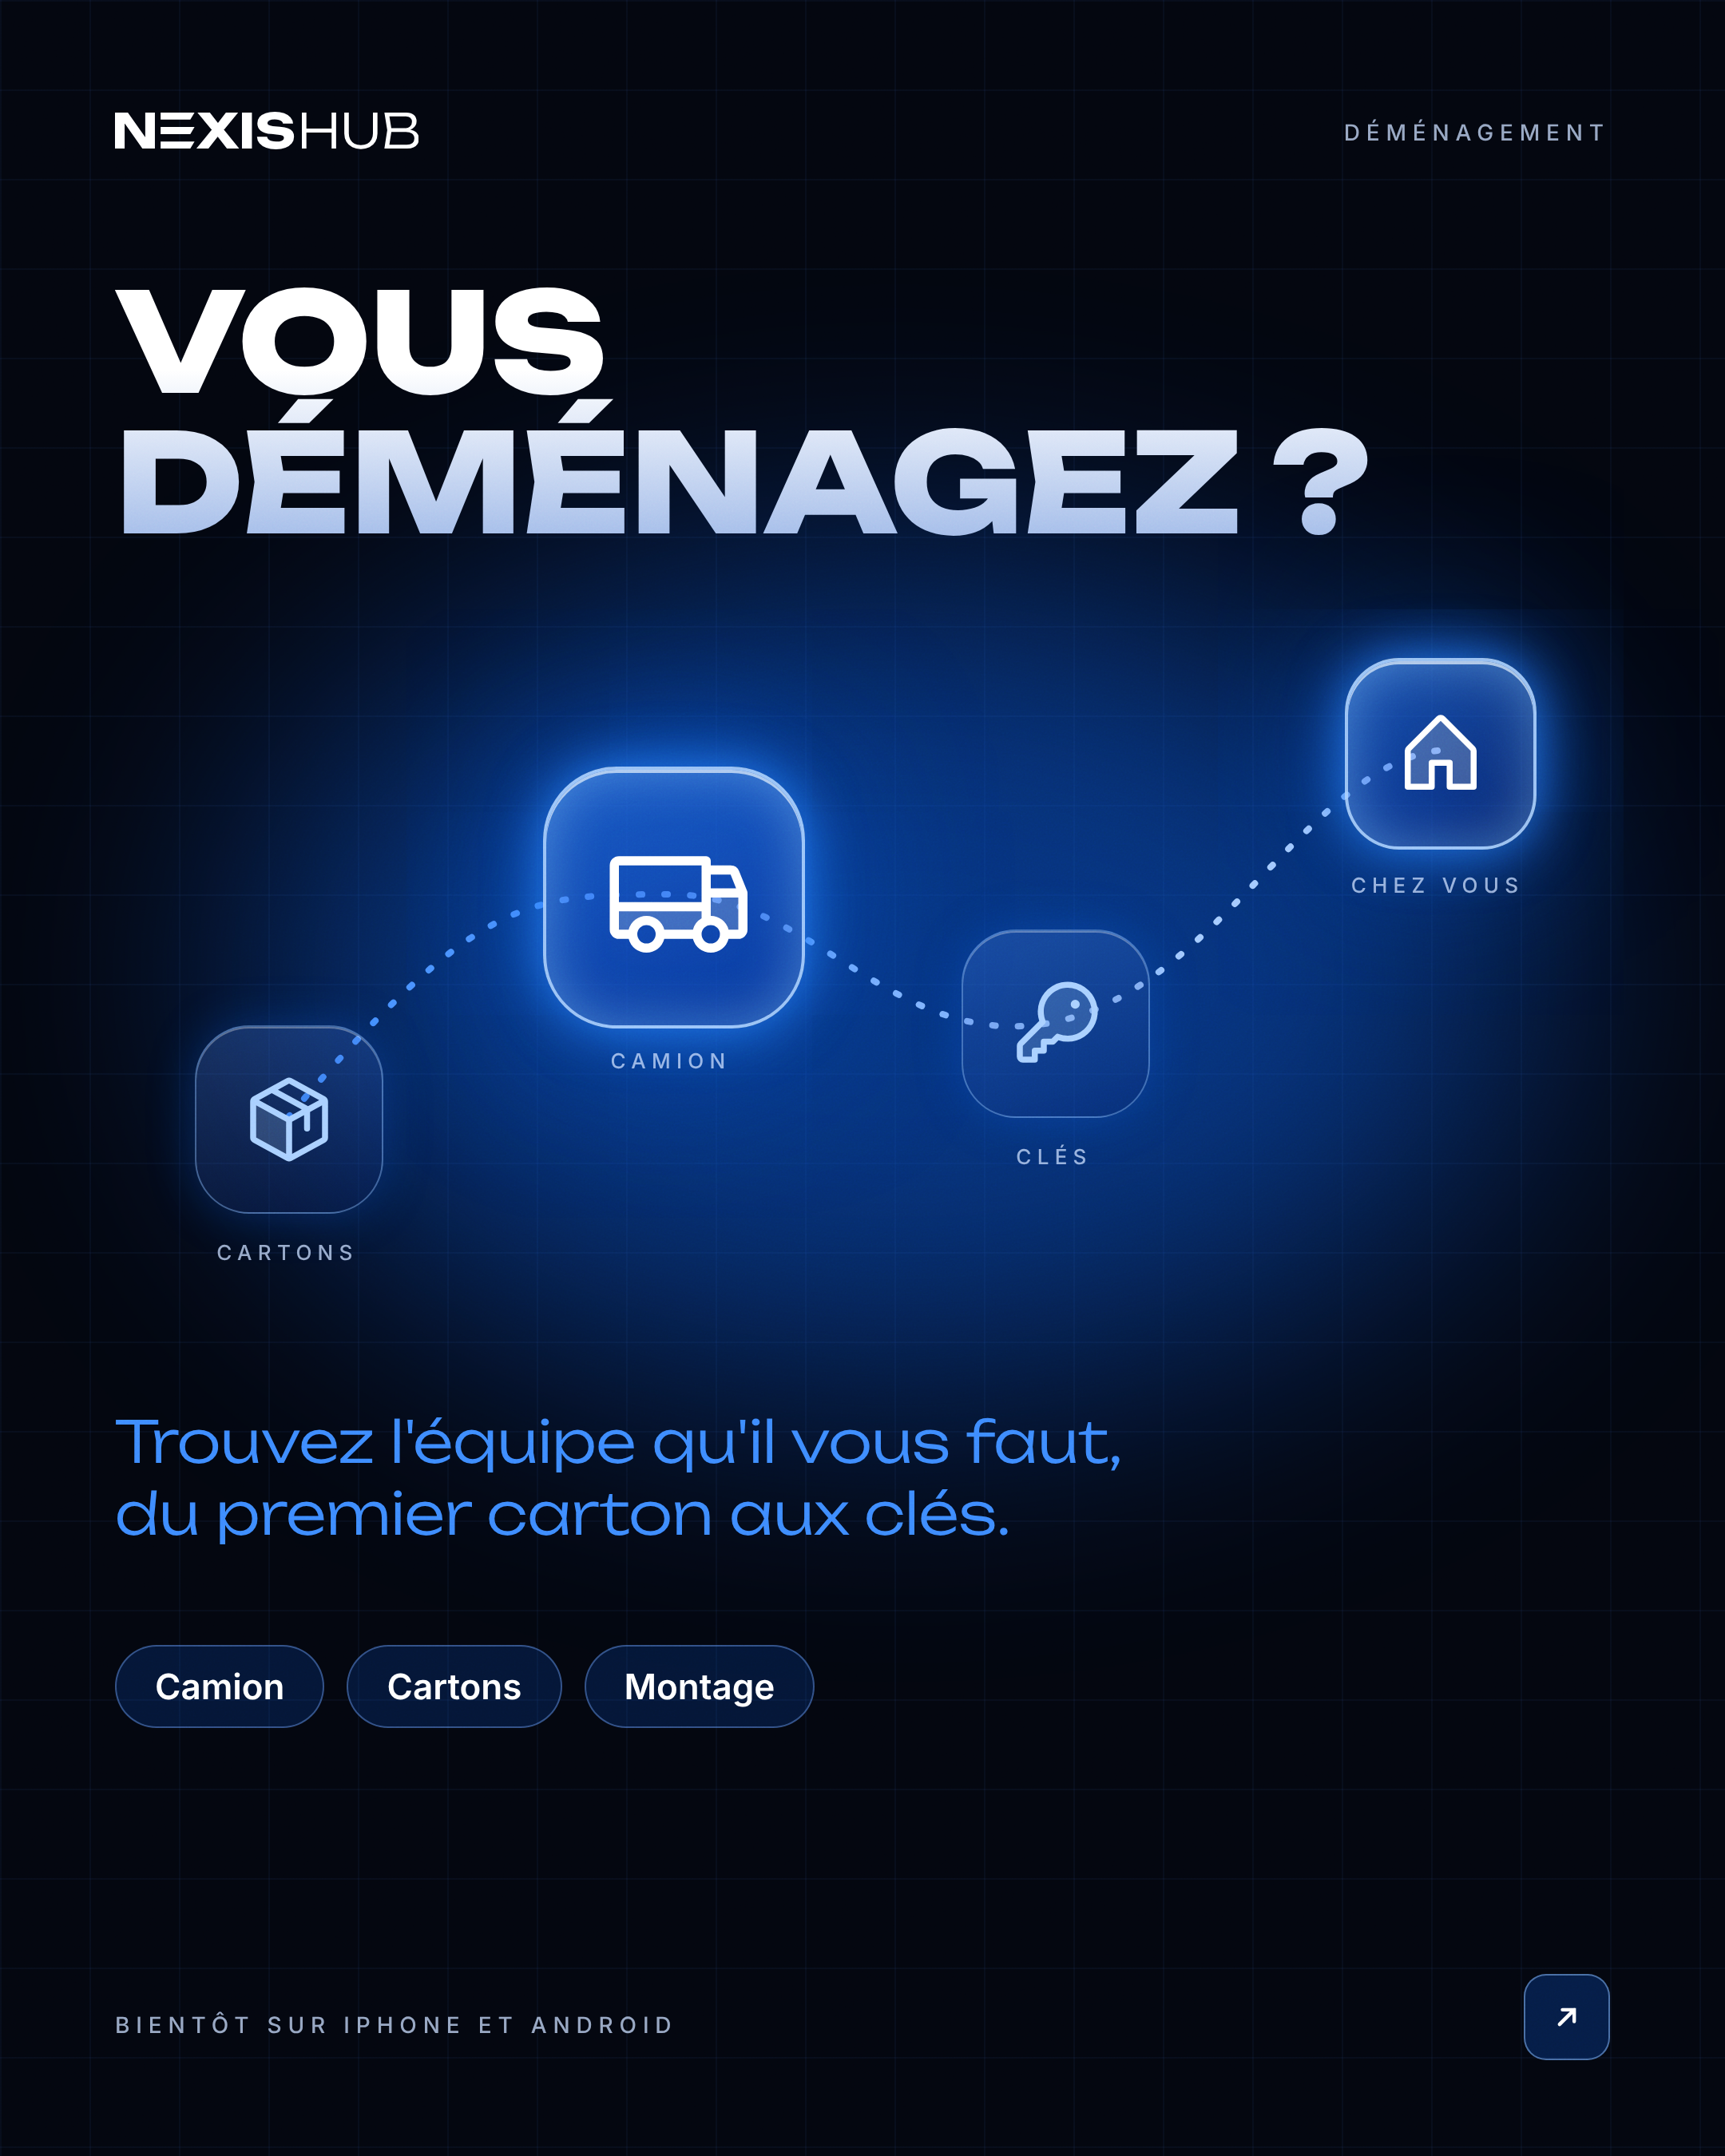 NEXISHUB
DÉMÉNAGEMENT
VOUS
DÉMÉNAGEZ ?
CHEZ VOUS
CAMION
CLÉS
CARTONS
Trouvez l'équipe qu'il vous faut,
du premier carton aux clés.
Camion
Cartons
Montage
BIENTÔT SUR IPHONE ET ANDROID